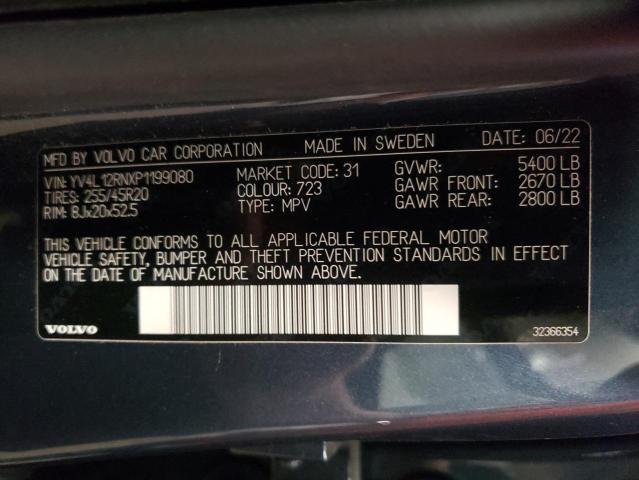 MFD BY VOLVO CAR CORPORATION MADE IN SWEDEN DATE: 06/22
VIN: YV4L12RNXP1199080 MARKET CODE: 31 GVWR: 5400 LB
TIRES: 255/45R20 COLOUR: 723 GAWR FRONT: 2670 LB
RIM: 8Jx20x52.5 TYPE: MPV GAWR REAR: 2800 LB
THIS VEHICLE CONFORMS TO ALL APPLICABLE FEDERAL MOTOR
VEHICLE SAFETY, BUMPER AND THEFT PREVENTION STANDARDS IN EFFECT
ON THE DATE OF MANUFACTURE SHOWN ABOVE.
VOLVO 32366354